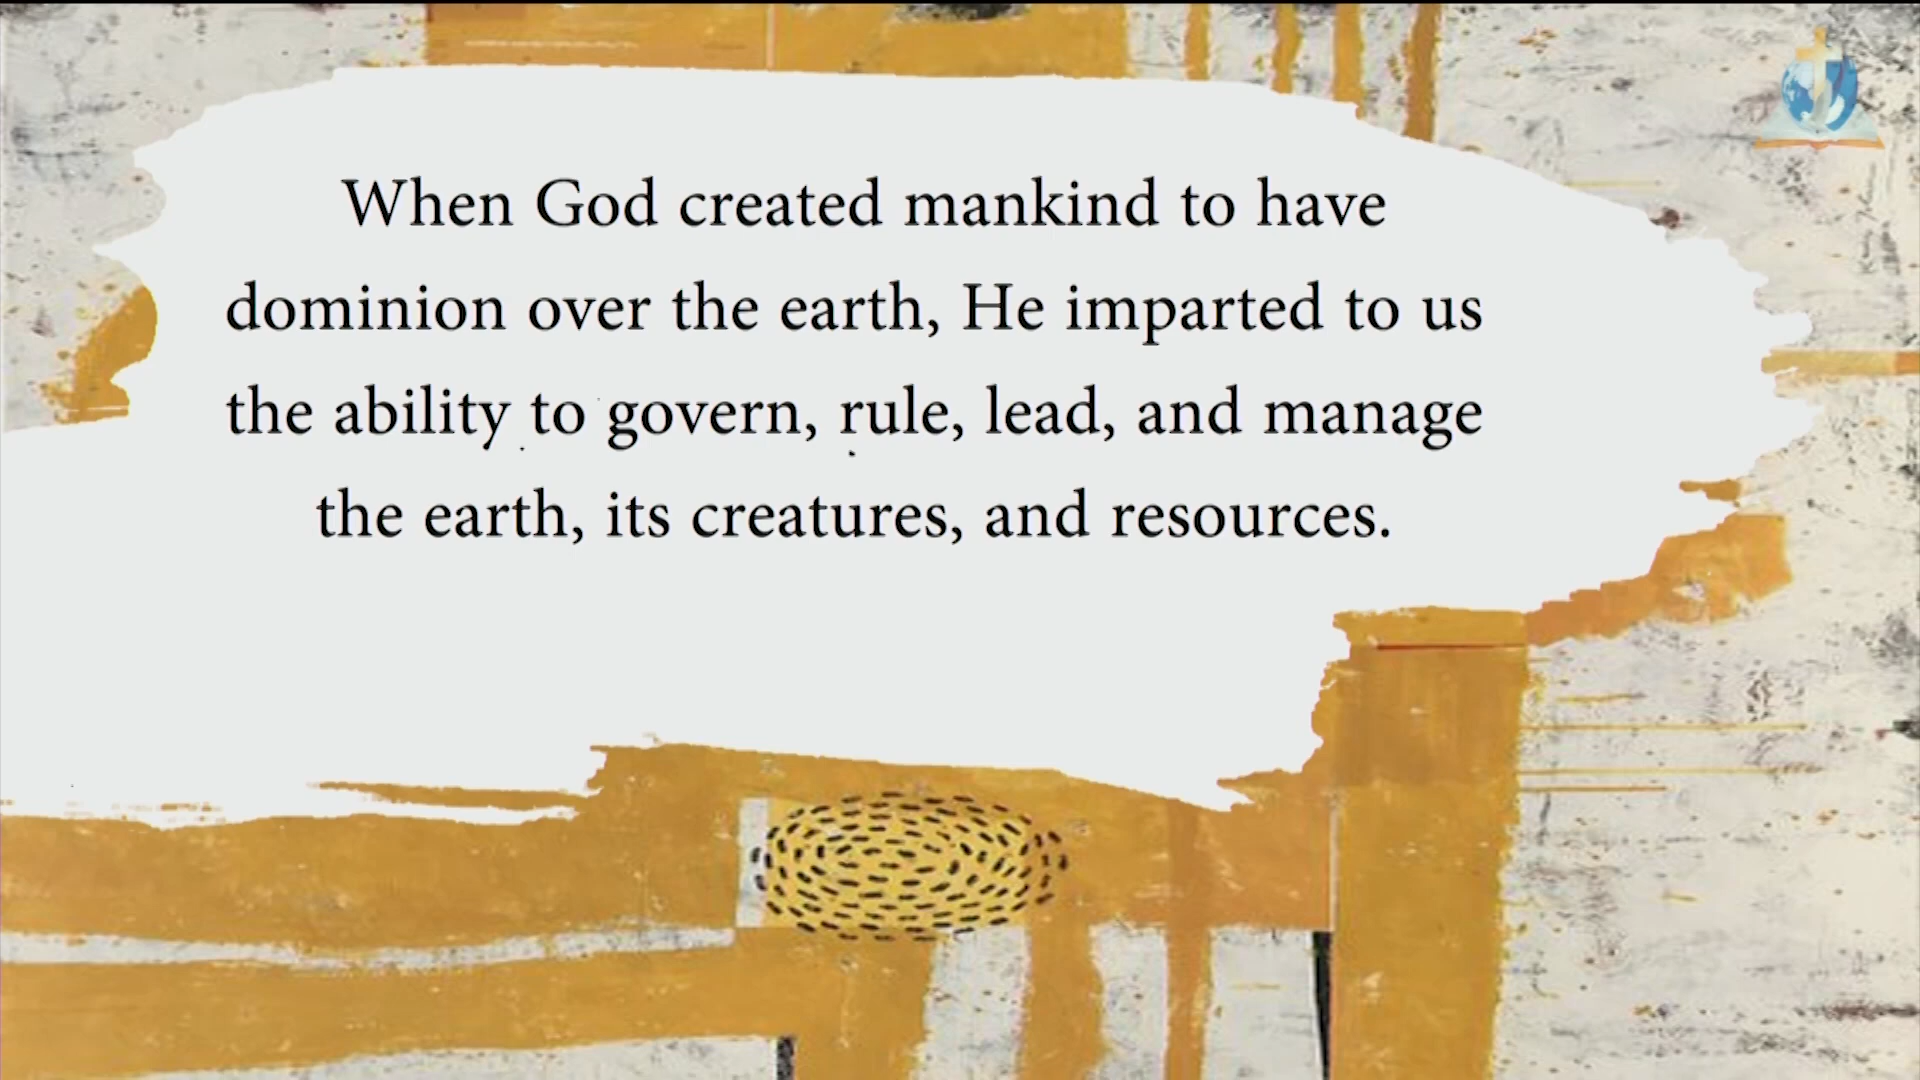 When God created mankind to have
dominion over the earth, He imparted to us
the ability to govern, rule, lead, and manage
the earth, its creatures, and resources.